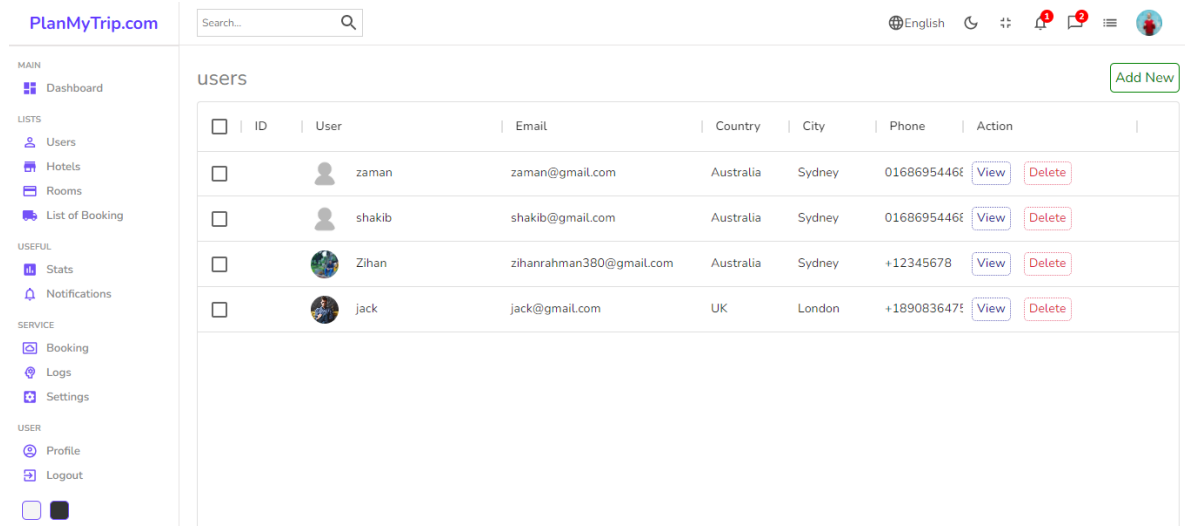 PlanMyTrip.com
Search...
English
1
2
MAIN
Dashboard
LISTS
Users
Hotels
Rooms
List of Booking
USEFUL
Stats
Notifications
SERVICE
Booking
Logs
Settings
USER
Profile
Logout
users
Add New
ID User Email Country City Phone Action
zaman zaman@gmail.com Australia Sydney 01686954468 View Delete
shakib shakib@gmail.com Australia Sydney 01686954468 View Delete
Zihan zihanrahman380@gmail.com Australia Sydney +12345678 View Delete
jack jack@gmail.com UK London +189083647 View Delete